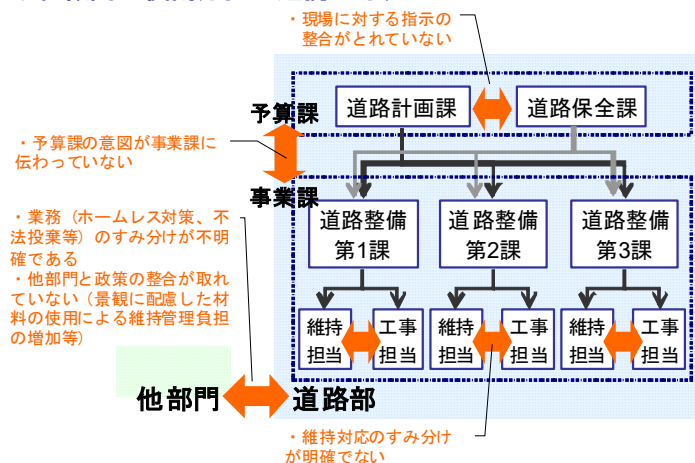 ・現場に対する指示の
整合がとれていない
予算課
道路計画課
道路保全課
・予算課の意図が事業課に
伝わっていない
事業課
・業務（ホームレス対策、不
法投棄等）のすみ分けが不明
確である
・他部門と政策の整合が取れ
ていない（景観に配慮した材
料の使用による維持管理負担
の増加等）
道路整備
第1課
道路整備
第2課
道路整備
第3課
維持
担当
工事
担当
維持
担当
工事
担当
維持
担当
工事
担当
他部門
道路部
・維持対応のすみ分け
が明確でない